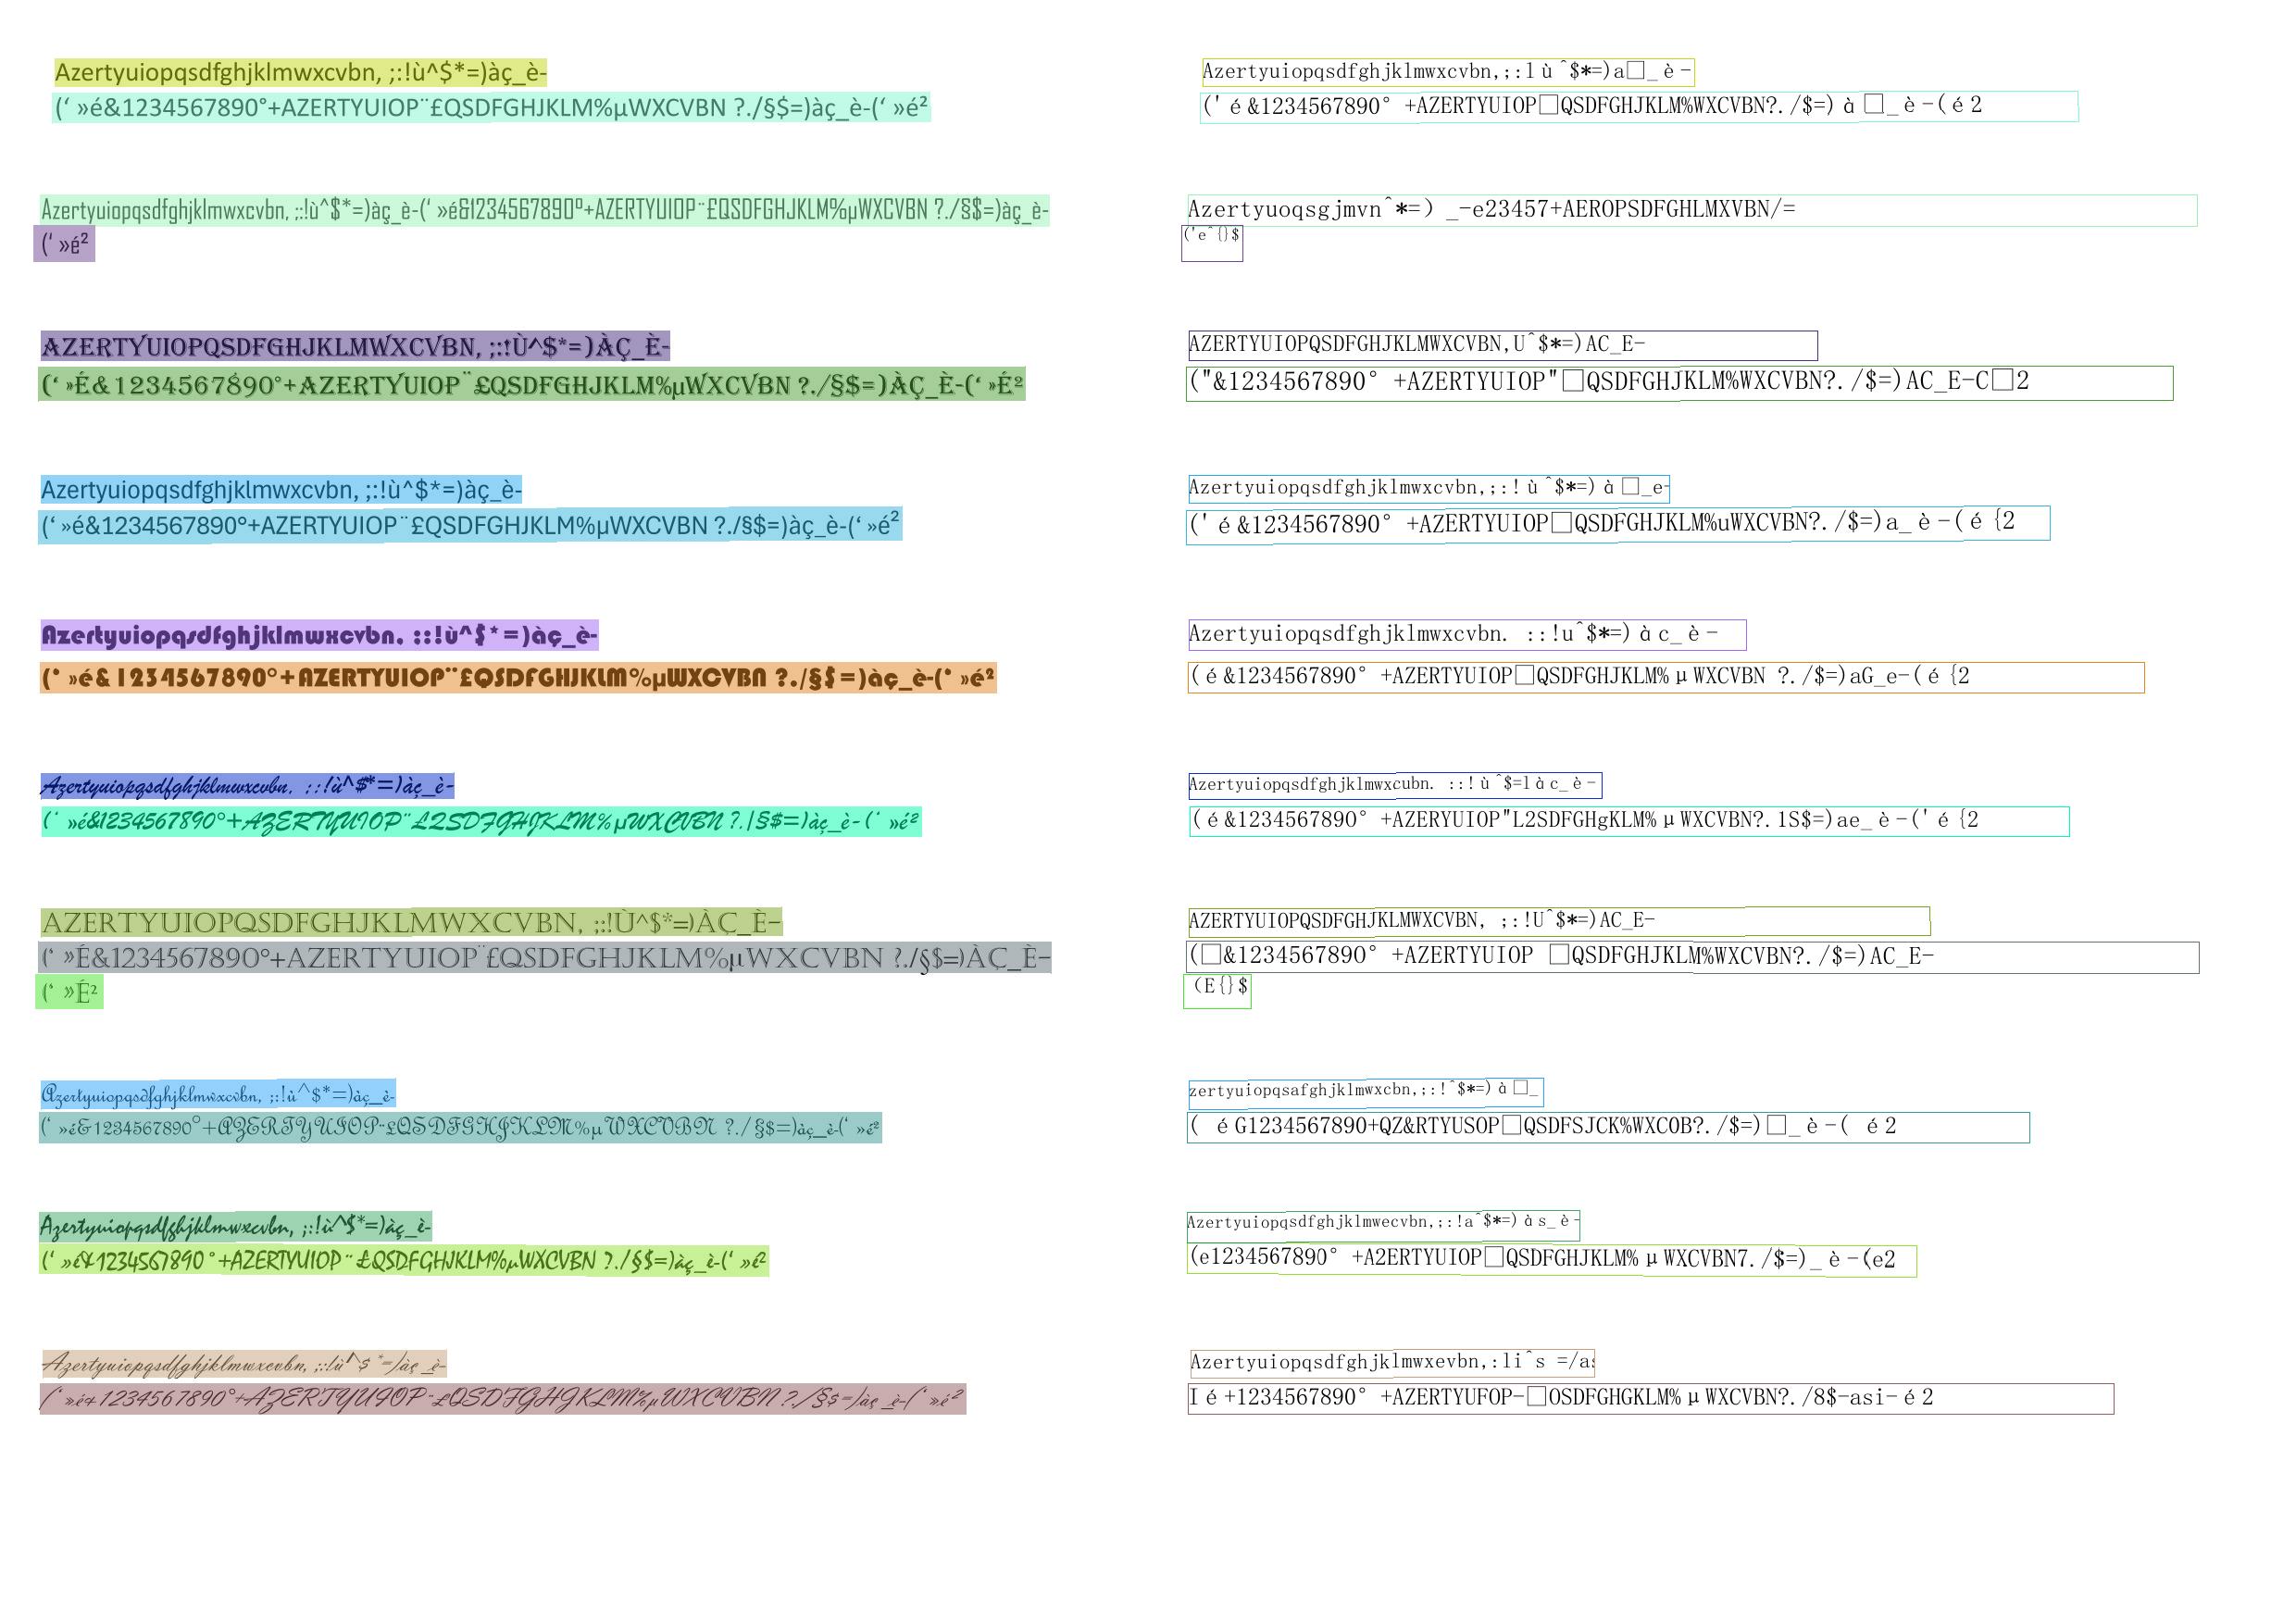 Azertyuiopqsdfghjklmwxcvbn, ;:!ù^$*=)àç_è-
(‘ »é&1234567890°+AZERTYUIOP¨£QSDFGHJKLM%µWXCVBN ?./§$=)àç_è-(‘ »é²
Azertyuiopqsdfghjklmwxcvbn, ;:!ù^$*=)àç_è-(‘ »é&1234567890°+AZERTYUIOP¨£QSDFGHJKLM%µWXCVBN ?./§$=)àç_è-
(‘ »é²
AZERTYUIOPQSDFGHJKLMWXCVBN, ;:!Ù^$*=)ÀÇ_È-
(‘ »É&1234567890°+AZERTYUIOP¨£QSDFGHJKLM%µWXCVBN ?./§$=)ÀÇ_È-(‘ »É²
Azertyuiopqsdfghjklmwxcvbn, ;:!ù^$*=)àç_è-
(‘ »é&1234567890°+AZERTYUIOP¨£QSDFGHJKLM%µWXCVBN ?./§$=)àç_è-(‘ »é²
Azertyuiopqsdfghjklmwxcvbn, ;:!ù^$*=)àç_è-
(‘ »é&1234567890°+AZERTYUIOP¨£QSDFGHJKLM%µWXCVBN ?./§$=)àç_è-(‘ »é²
Azertyuiopqsdfghjklmwxcvbn, ;:!ù^$*=)àç_è-
(‘ »é&1234567890°+AZERTYUIOP¨£QSDFGHJKLM%µWXCVBN ?./§$=)àç_è-(‘ »é²
AZERTYUIOPQSDFGHJKLMWXCVBN, ;:!Ù^$*=)ÀÇ_È-
(‘ »É&1234567890°+AZERTYUIOP¨£QSDFGHJKLM%µWXCVBN ?./§$=)ÀÇ_È-
(‘ »É²
Azertyuiopqsdfghjklmwxcvbn, ;:!ù^$*=)àç_è-
(‘ »é&1234567890°+AZERTYUIOP¨£QSDFGHJKLM%µWXCVBN ?./§$=)àç_è-(‘ »é²
Azertyuiopqsdfghjklmwxcvbn, ;:!ù^$*=)àç_è-
(‘ »é&1234567890°+AZERTYUIOP¨£QSDFGHJKLM%µWXCVBN ?./§$=)àç_è-(‘ »é²
Azertyuiopqsdfghjklmwxcvbn, ;:!ù^$*=)àç_è-
(‘ »é&1234567890°+AZERTYUIOP¨£QSDFGHJKLM%µWXCVBN ?./§$=)àç_è-(‘ »é²
Azertyuiopqsdfghjklmwxcvbn,;:lù^$*=)a□_è-
('é&1234567890°+AZERTYUIOP□QSDFGHJKLM%WXCVBN?./$=)à□_è-(é2
Azertyuoqsgjmvn^*=) _-e23457+AEROPSDFGHLMXVBN/=
('e^{}$
AZERTYUIOPQSDFGHJKLMWXCVBN,U^$*=)AC_E-
("&1234567890°+AZERTYUIOP"□QSDFGHJKLM%WXCVBN?./$=)AC_E-C□2
Azertyuiopqsdfghjklmwxcvbn,;:!ù^$*=)à□_e-
('é&1234567890°+AZERTYUIOP□QSDFGHJKLM%uWXCVBN?./$=)a_è-(é{2
Azertyuiopqsdfghjklmwxcvbn. ::!u^$*=)àc_è-
(é&1234567890°+AZERTYUIOP□QSDFGHJKLM%µWXCVBN ?./$=)aG_e-(é{2
Azertyuiopqsdfghjklmwxcubn. ::!ù^$=làc_è-
(é&1234567890°+AZERYUIOP"L2SDFGHgKLM%µWXCVBN?.1S$=)ae_è-('é{2
AZERTYUIOPQSDFGHJKLMWXCVBN, ;:!U^$*=)AC_E-
(□&1234567890°+AZERTYUIOP □QSDFGHJKLM%WXCVBN?./$=)AC_E-
(E{}$
zertyuiopqsafghjklmwxcbn,;:!^$*=)à□_
( éG1234567890+QZ&RTYUSOP□QSDFSJCK%WXC0B?./$=)□_è-( é2
Azertyuiopqsdfghjklmwecvbn,;:!a^$*=)às_è-
(e1234567890°+A2ERTYUIOP□QSDFGHJKLM%µWXCVBN7./$=)_è-(e2
Azertyuiopqsdfghjklmwxevbn,:li^s =/as
Ié+1234567890°+AZERTYUFOP-□OSDFGHGKLM%µWXCVBN?./8$-asi-é2